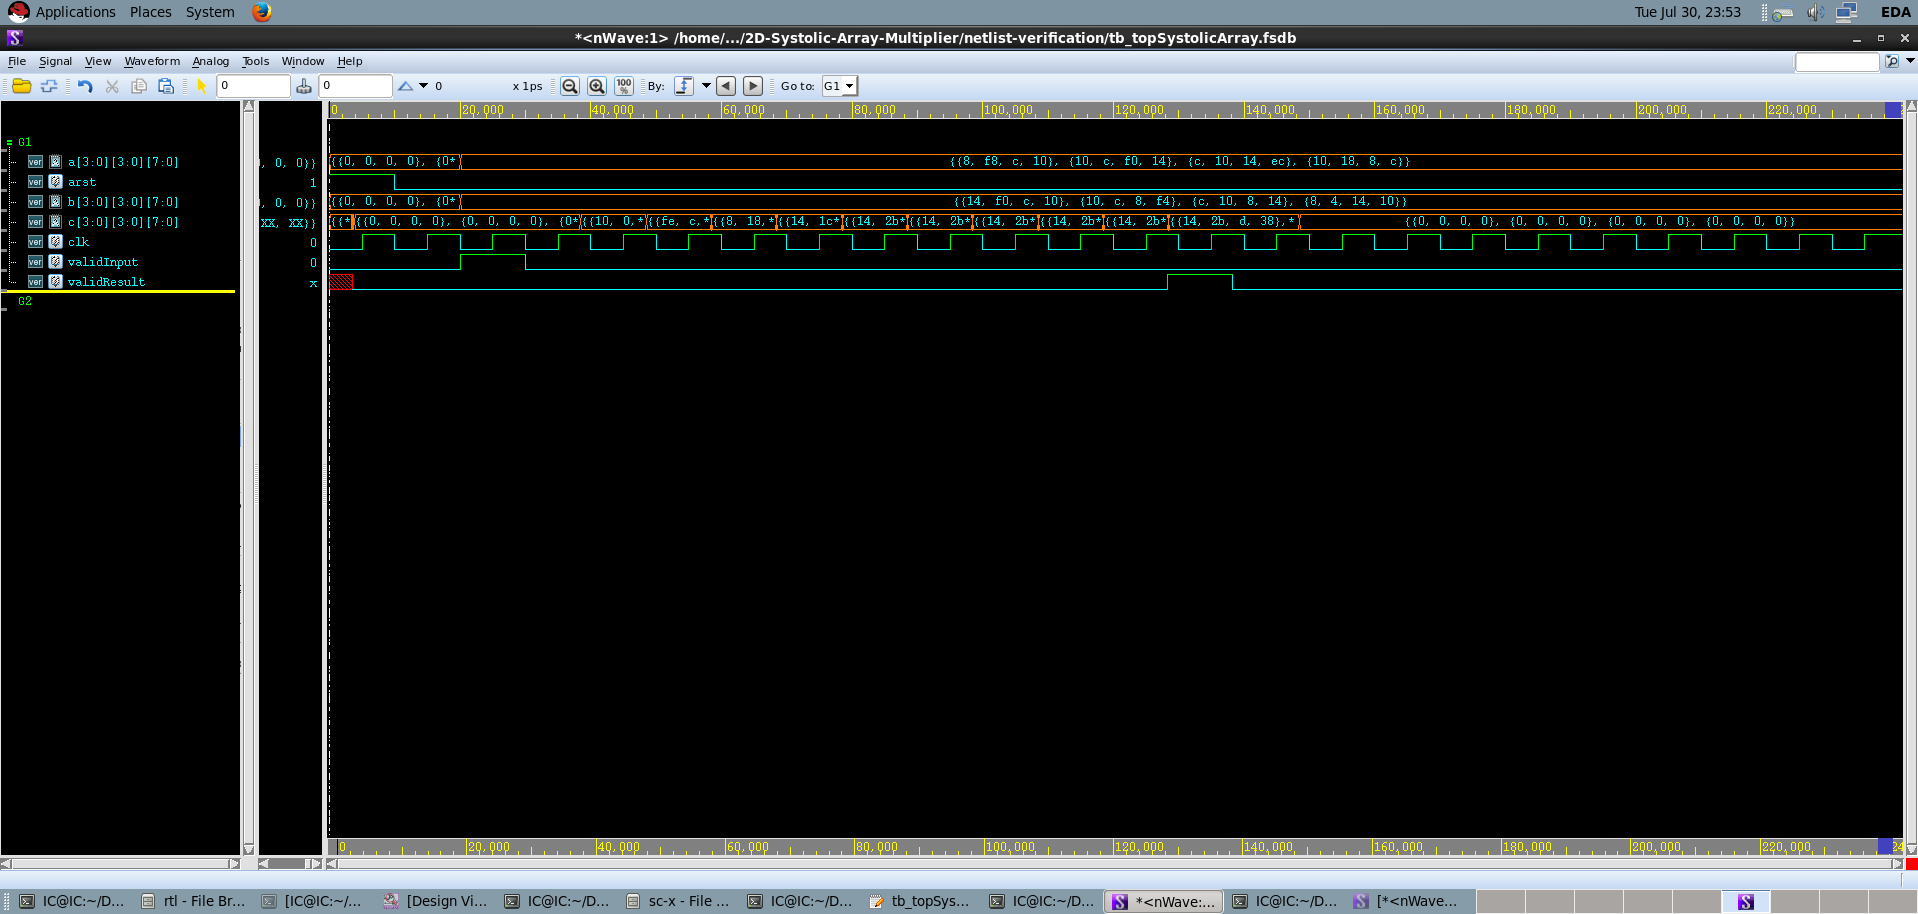 Applications Places System Tue Jul 30, 23:53 EDA
*<nWave:1> /home/.../2D-Systolic-Array-Multiplier/netlist-verification/tb_topSystolicArray.fsdb
File Signal View Waveform Analog Tools Window Help
0 0 0 x 1ps 100 % By: Go to: G1
0 20,000 40,000 60,000 80,000 100,000 120,000 140,000 160,000 180,000 200,000 220,000
G1
ver a[3:0][3:0][7:0] , 0, 0}} {{0, 0, 0, 0}, {0* {{8, f8, c, 10}, {10, c, f0, 14}, {c, 10, 14, ec}, {10, 18, 8, c}}
ver arst 1
ver b[3:0][3:0][7:0] , 0, 0}} {{0, 0, 0, 0}, {0* {{14, f0, c, 10}, {10, c, 8, f4}, {c, 10, 8, 14}, {8, 4, 14, 10}}
ver c[3:0][3:0][7:0] XX, XX}} {{* {{0, 0, 0, 0}, {0, 0, 0, 0}, {0* {{10, 0,* {{fe, c,* {{8, 18,* {{14, 1c* {{14, 2b* {{14, 2b* {{14, 2b* {{14, 2b* {{14, 2b* {{14, 2b, d, 38},* {{0, 0, 0, 0}, {0, 0, 0, 0}, {0, 0, 0, 0}, {0, 0, 0, 0}}
ver clk 0
ver validInput 0
ver validResult x
G2
0 20,000 40,000 60,000 80,000 100,000 120,000 140,000 160,000 180,000 200,000 220,000 24
IC@IC:~/D... rtl - File Br... [IC@IC:~/... [Design Vi... IC@IC:~/D... sc-x - File ... IC@IC:~/D... tb_topSys... IC@IC:~/D... *<nWave:... IC@IC:~/D... [*<nWave...